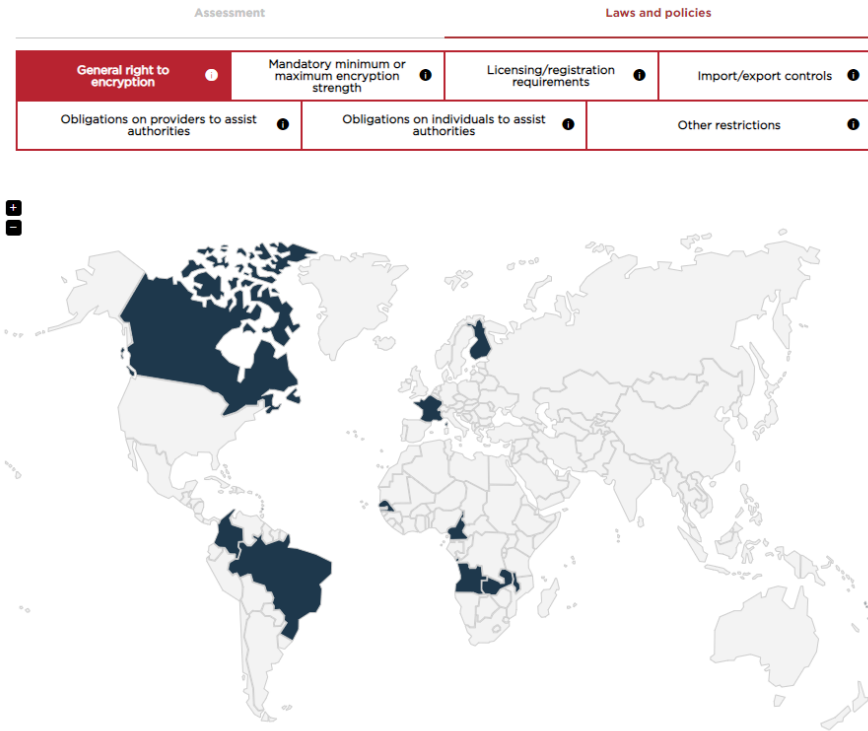 Assessment
Laws and policies
General right to
encryption
i
Mandatory minimum or
maximum encryption
strength
i
Licensing/registration
requirements
i
Import/export controls
i
Obligations on providers to assist
authorities
i
Obligations on individuals to assist
authorities
i
Other restrictions
i
+
−